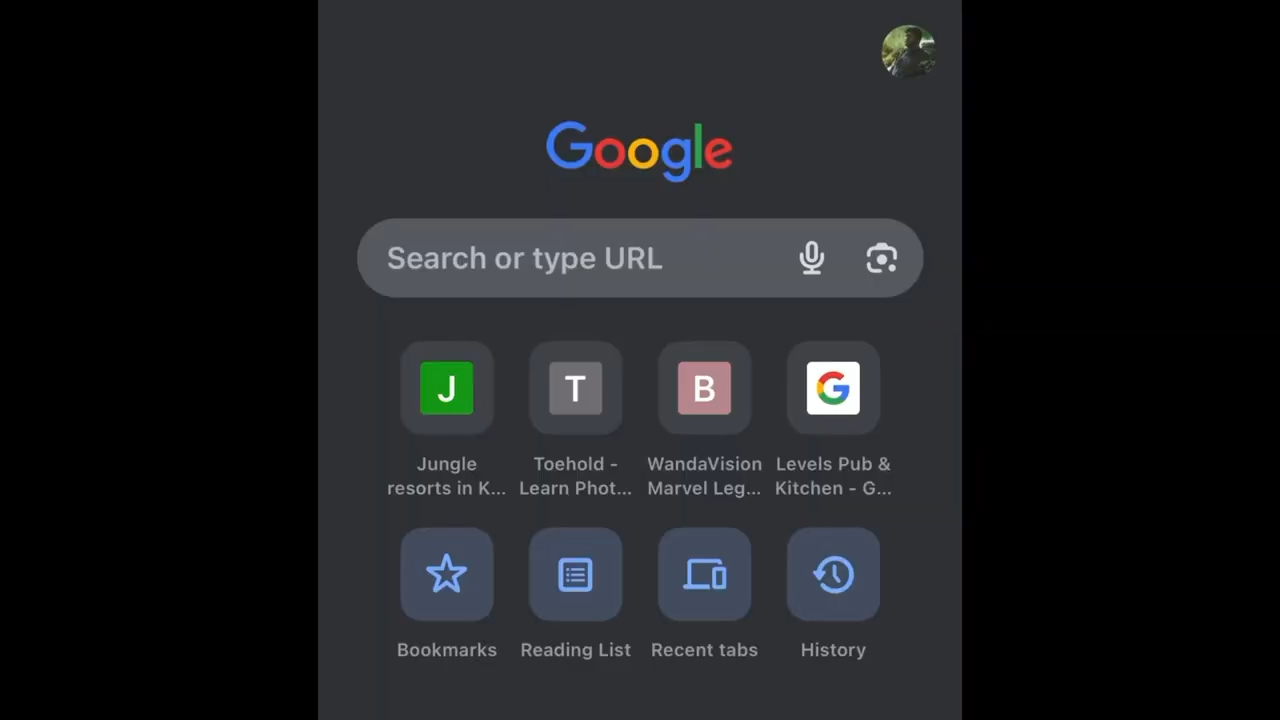 Google
Search or type URL
J T B G
Jungle Toehold - WandaVision Levels Pub &
resorts in K... Learn Phot... Marvel Leg... Kitchen - G...
Bookmarks Reading List Recent tabs History